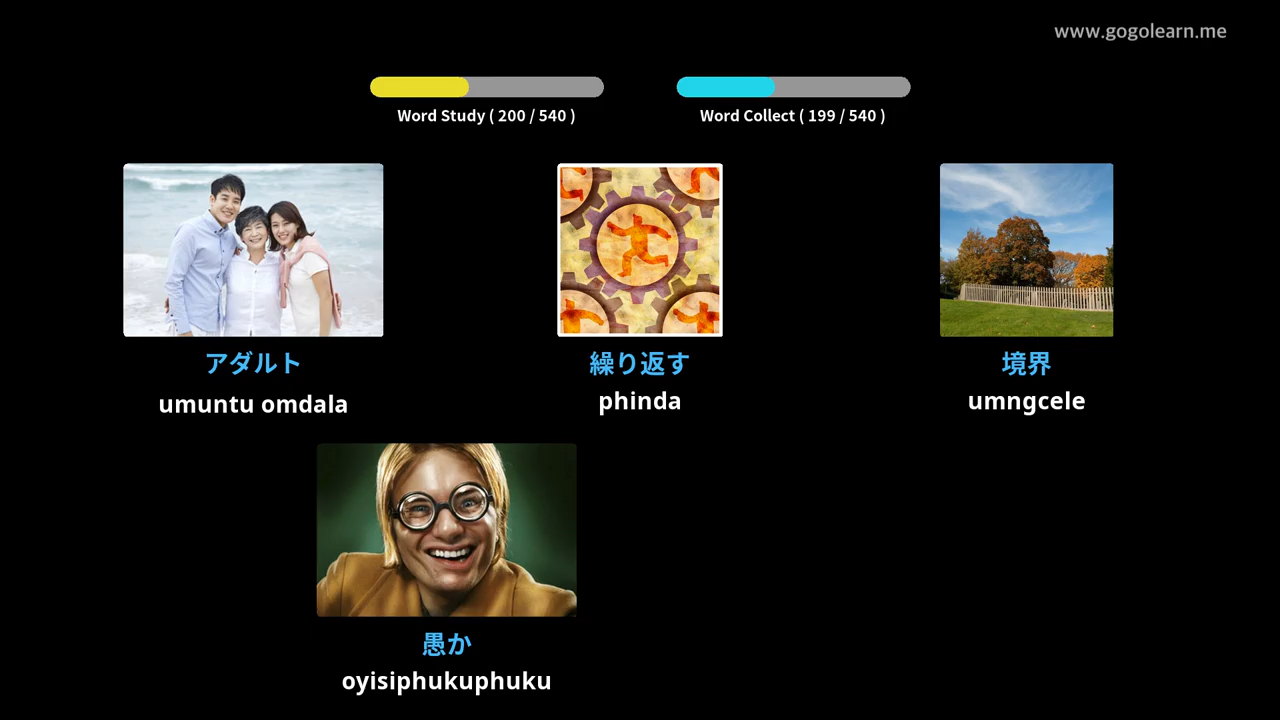 www.gogolearn.me
Word Study ( 200 / 540 )
Word Collect ( 199 / 540 )
アダルト
umuntu omdala
繰り返す
phinda
境界
umngcele
愚か
oyisiphukuphuku